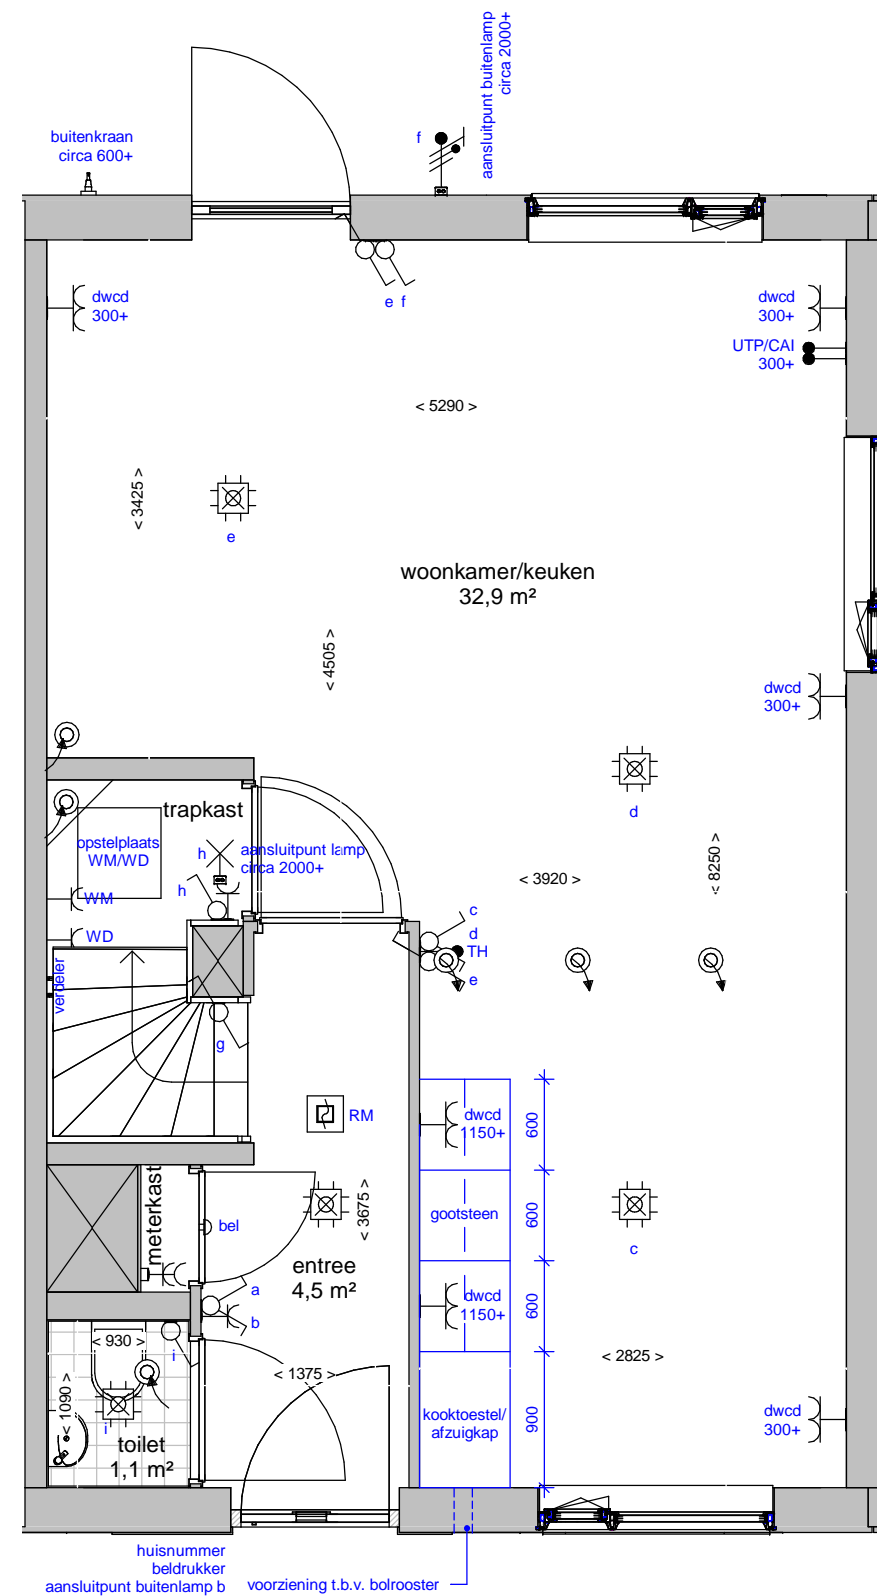 aansluitpunt buitenlamp
circa 2000+
buitenkraan
circa 600+
f
e f
dwcd
300+
dwcd
300+
UTP/CAI
300+
< 5290 >
< 3425 >
e
woonkamer/keuken
32,9 m²
< 4505 >
dwcd
300+
d
trapkast
opstelplaats
WM/WD
h
aansluitpunt lamp
circa 2000+
h
WM
WD
< 8250 >
< 3920 >
c
d
TH
e
verdeler
g
RM
dwcd
1150+
600
gootsteen
600
dwcd
1150+
600
kooktoestel/
afzuigkap
900
meterkast
bel
< 3675 >
entree
4,5 m²
a
b
c
< 930 >
i
< 1090 >
i
toilet
1,1 m²
< 1375 >
< 2825 >
dwcd
300+
huisnummer
beldrukker
aansluitpunt buitenlamp b
voorziening t.b.v. bolrooster